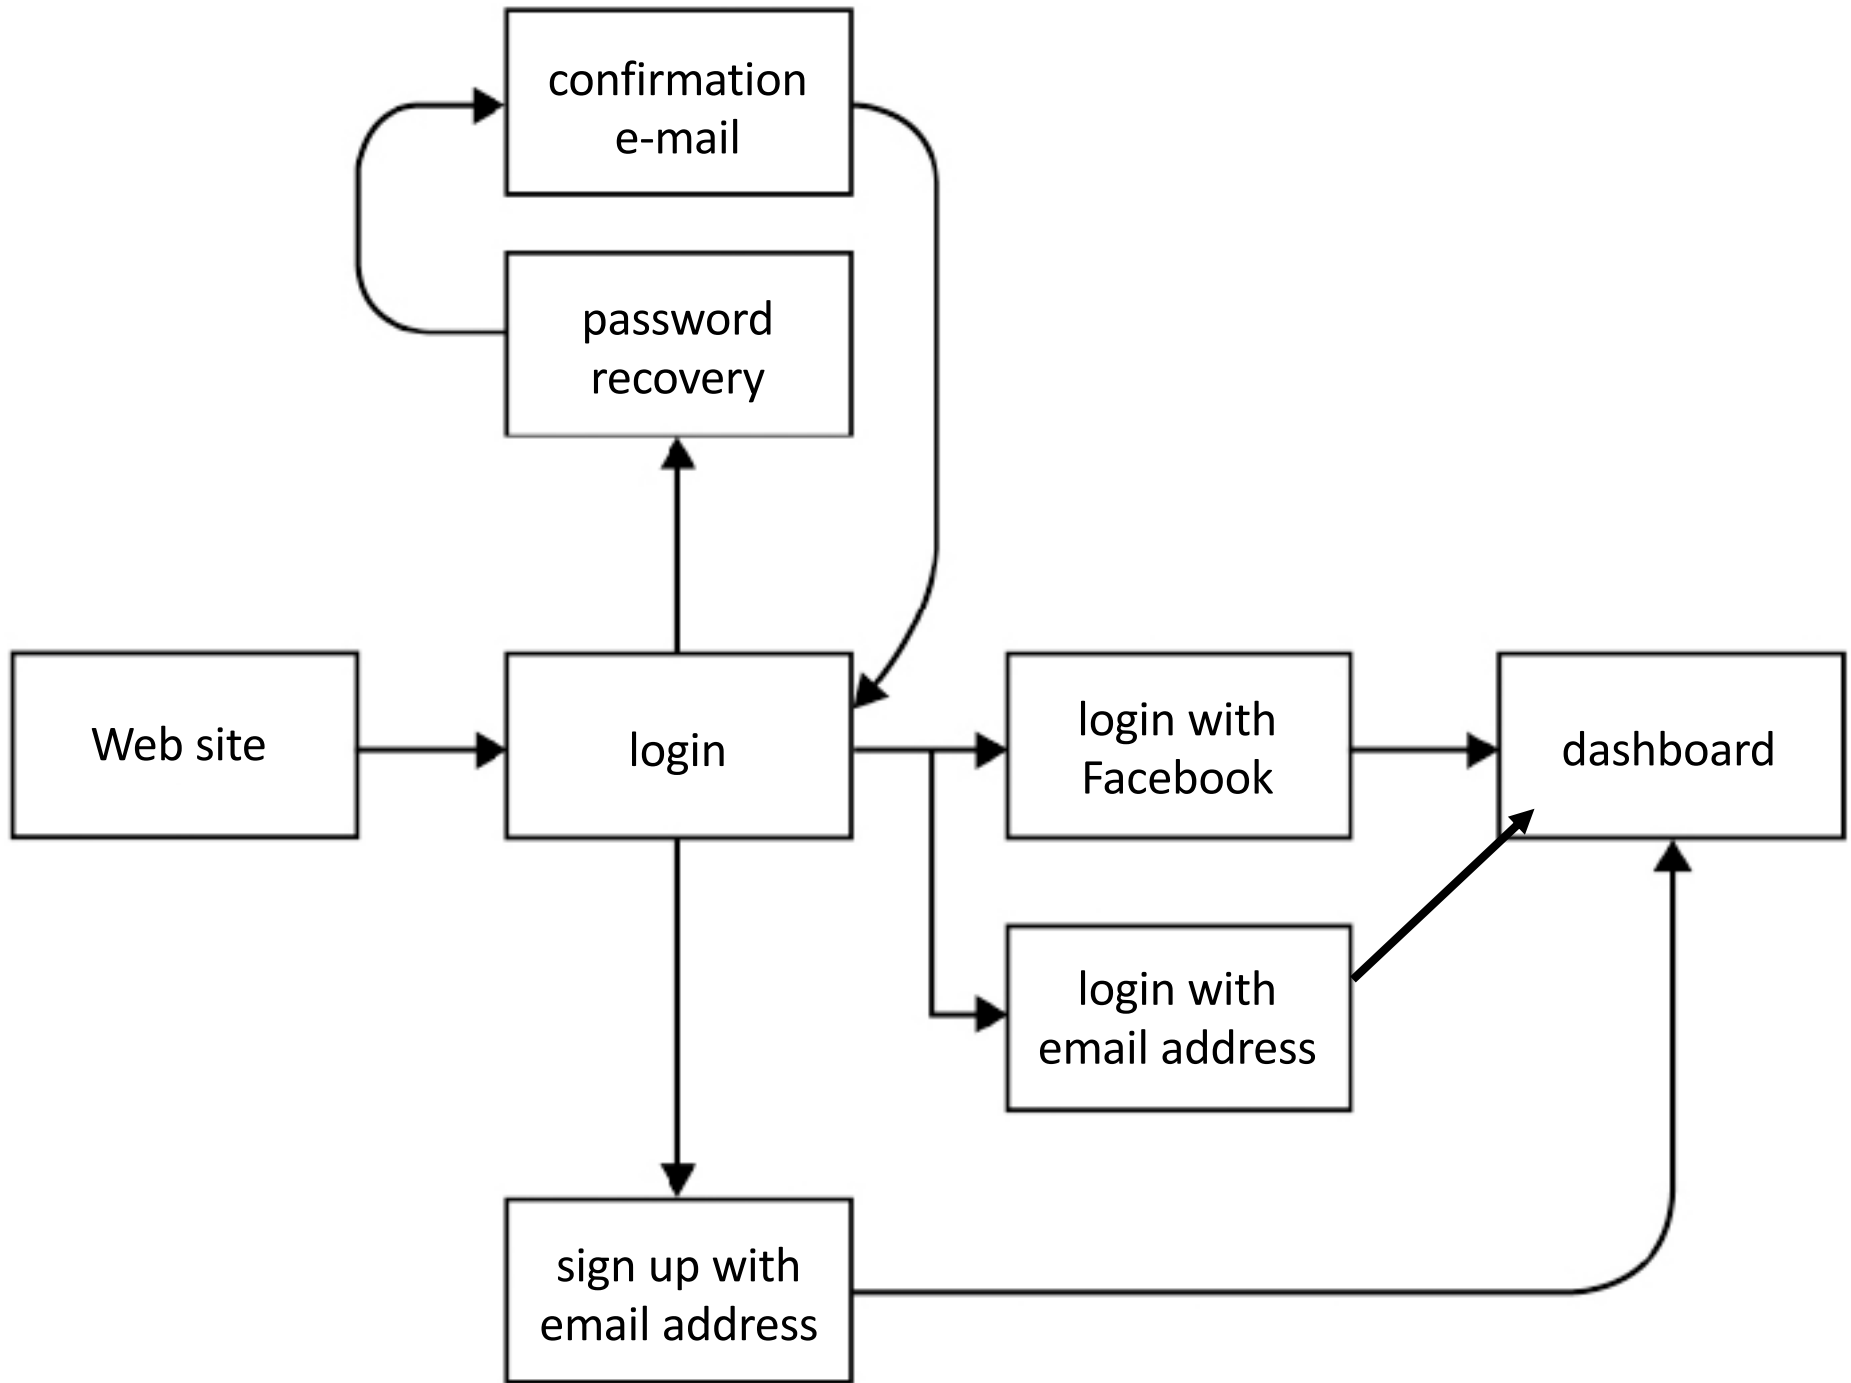 confirmation
e-mail
password
recovery
Web site
login
login with
Facebook
dashboard
login with
email address
sign up with
email address